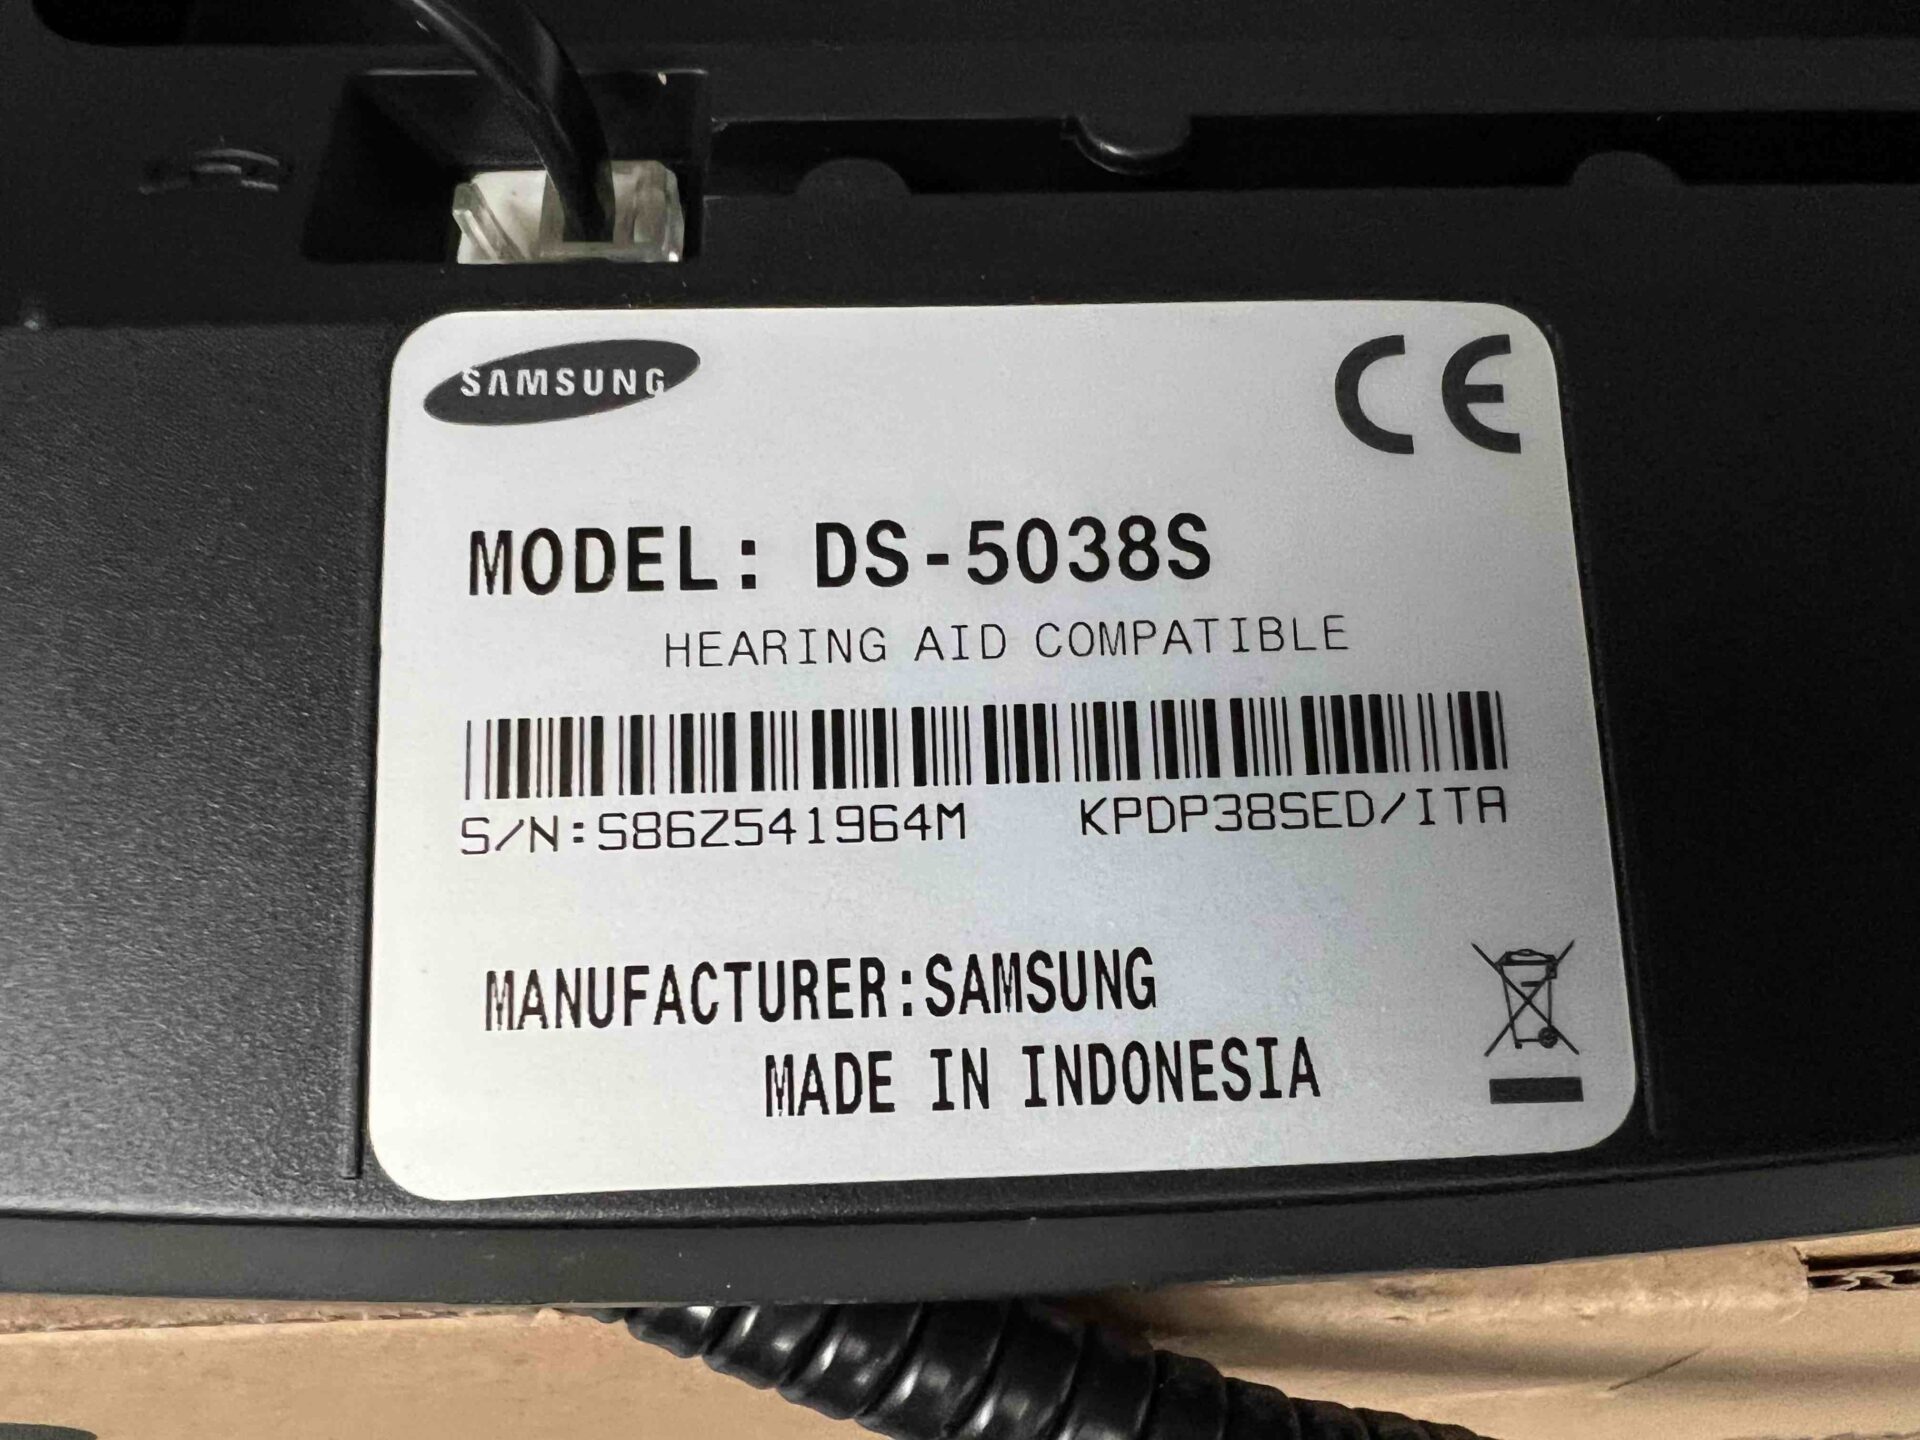 SAMSUNG
CE
MODEL: DS-5038S
HEARING AID COMPATIBLE
S/N:S86Z541964M KPDP38SED/ITA
MANUFACTURER:SAMSUNG
MADE IN INDONESIA